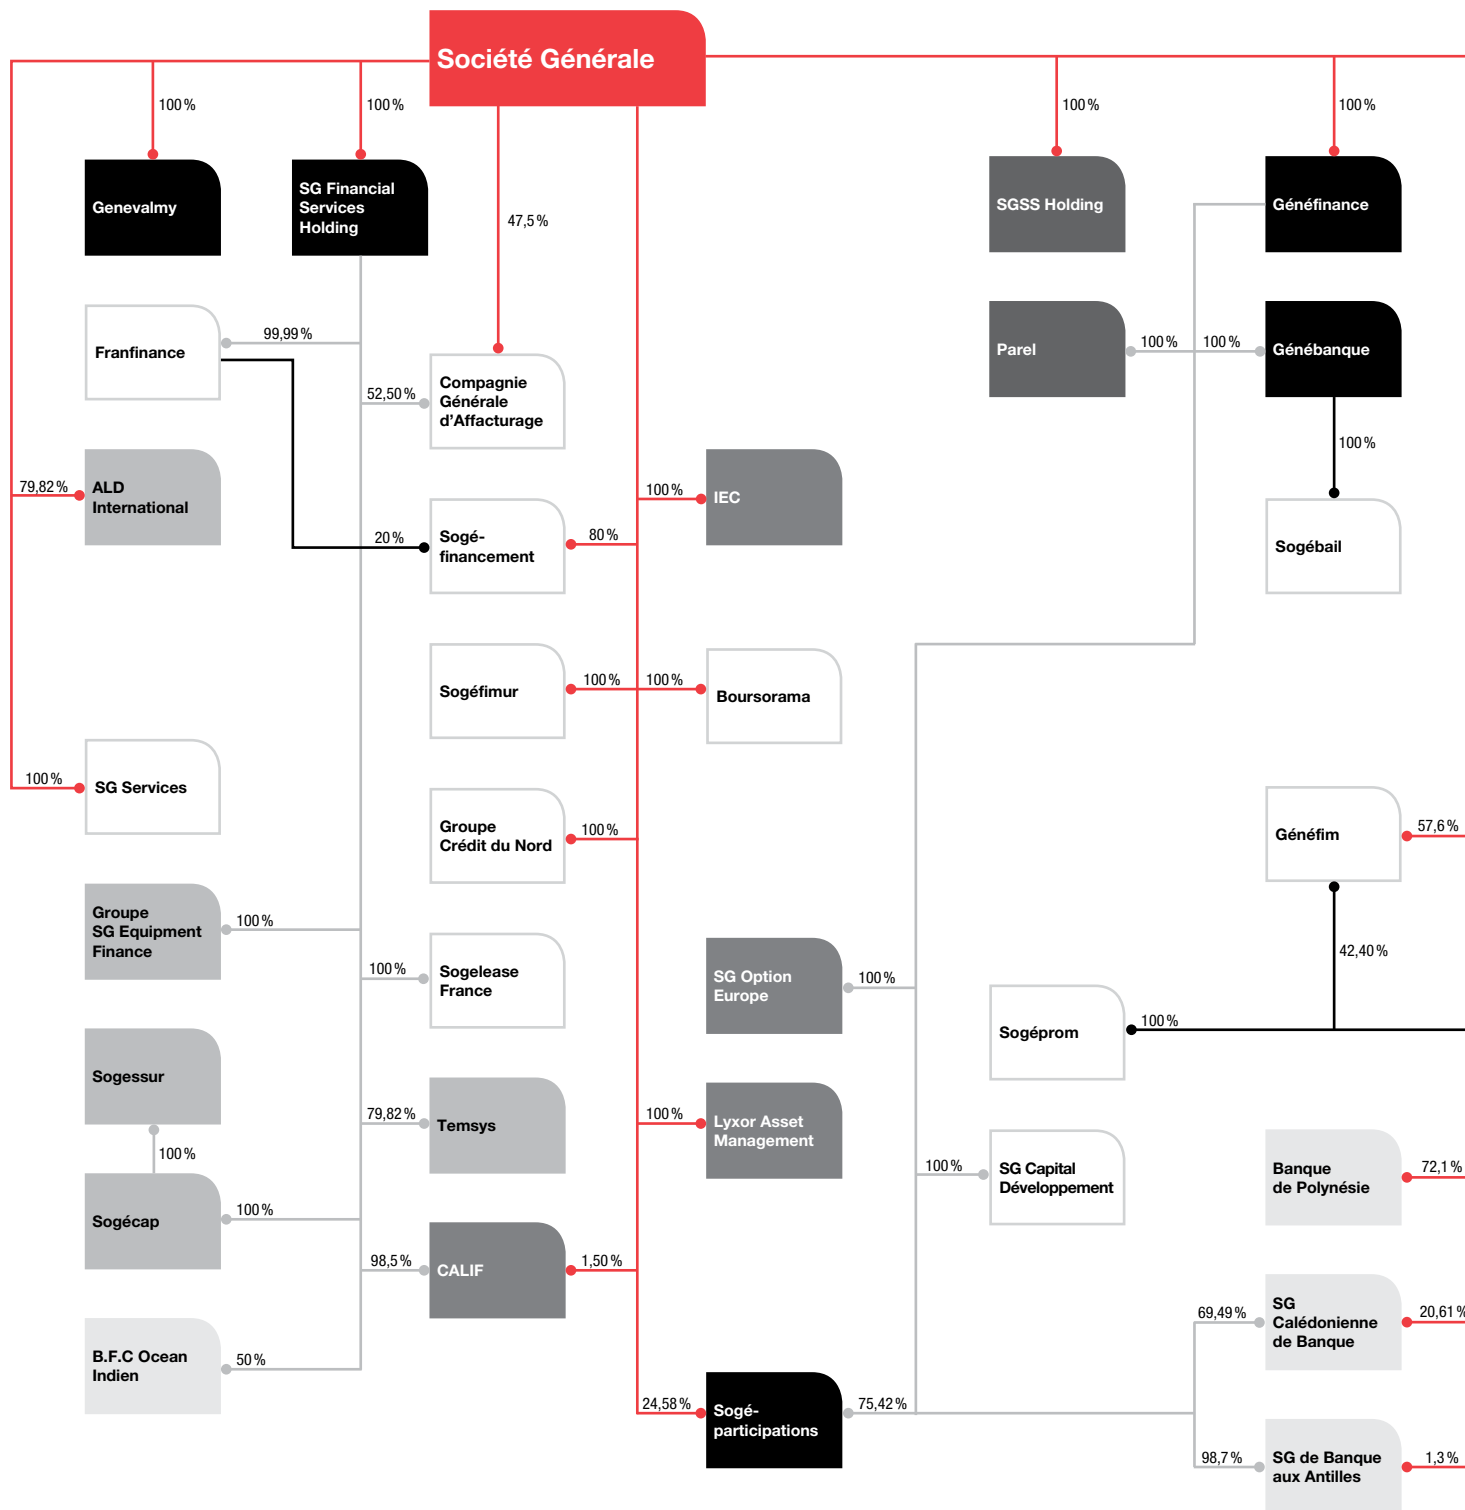 Société Générale
100 %
100 %
100 %
100 %
Genevalmy
SG Financial
Services
Holding
47,5 %
SGSS Holding
Généfinance
Franfinance
99,99 %
52,50 %
Compagnie
Générale
d'Affacturage
Parel
100 %
100 %
Générbanque
100 %
79,82 %
ALD
International
20 %
Sogé-
financement
80 %
100 %
IEC
Sogébail
Sogéfimur
100 %
100 %
Boursorama
100 %
SG Services
Groupe
Crédit du Nord
100 %
Généfim
57,6 %
Groupe
SG Equipment
Finance
100 %
100 %
Sogelease
France
SG Option
Europe
100 %
42,40 %
Sogéprom
100 %
Sogessur
100 %
79,82 %
Temsys
100 %
Lyxor Asset
Management
100 %
SG Capital
Développement
Banque
de Polynésie
72,1 %
Sogécap
100 %
98,5 %
CALIF
1,50 %
69,49 %
SG
Calédonienne
de Banque
20,61 %
B.F.C Ocean
Indien
50 %
24,58 %
Sogé-
participations
75,42 %
98,7 %
SG de Banque
aux Antilles
1,3 %